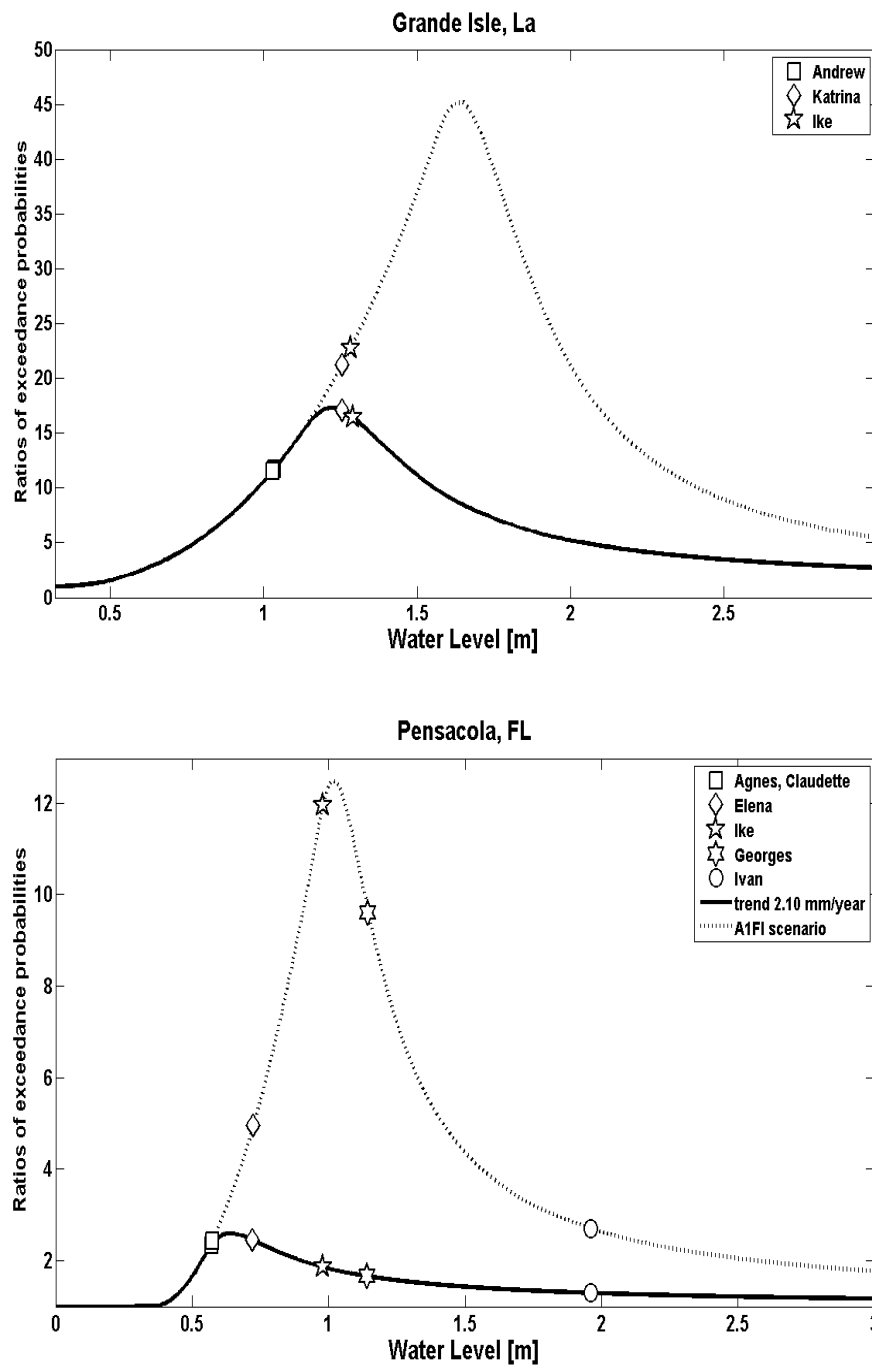 Grande Isle, La
50
45
40
35
30
25
20
15
10
5
0
Ratios of exceedance probabilities
Andrew
Katrina
Ike
0.5 1 1.5 2 2.5
Water Level [m]
Pensacola, FL
12
10
8
6
4
2
Ratios of exceedance probabilities
Agnes, Claudette
Elena
Ike
Georges
Ivan
trend 2.10 mm/year
A1FI scenario
0 0.5 1 1.5 2 2.5 3
Water Level [m]